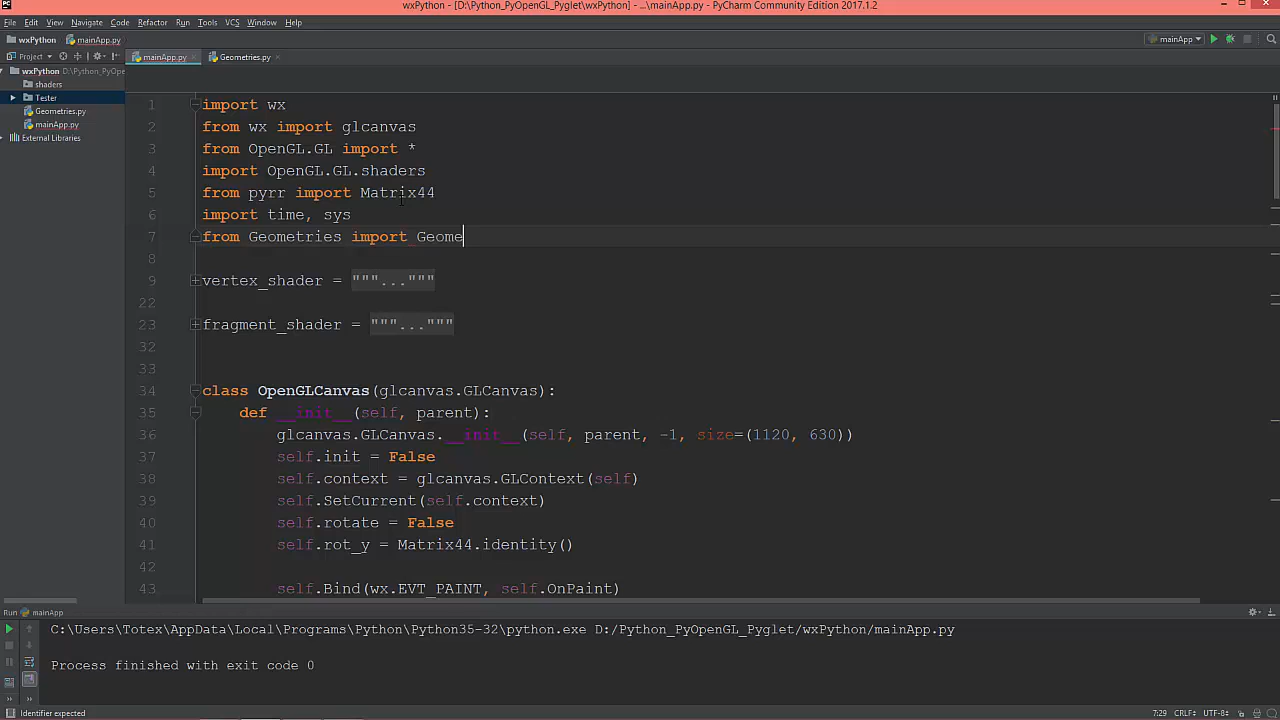 wxPython - [D:\Python_PyOpenGL_Pyglet\wxPython] - ...\mainApp.py - PyCharm Community Edition 2017.1.2
File Edit View Navigate Code Refactor Run Tools VCS Window Help
wxPython mainApp.py mainApp
Project mainApp.py Geometries.py
wxPython D:\Python_PyOpe
shaders
Tester
Geometries.py
mainApp.py
External Libraries
1 import wx
2 from wx import glcanvas
3 from OpenGL.GL import *
4 import OpenGL.GL.shaders
5 from pyrr import Matrix44
6 import time, sys
7 from Geometries import Geome
8
9 vertex_shader = """..."""
22
23 fragment_shader = """..."""
32
33
34 class OpenGLCanvas(glcanvas.GLCanvas):
35 def __init__(self, parent):
36 glcanvas.GLCanvas.__init__(self, parent, -1, size=(1120, 630))
37 self.init = False
38 self.context = glcanvas.GLContext(self)
39 self.SetCurrent(self.context)
40 self.rotate = False
41 self.rot_y = Matrix44.identity()
42
43 self.Bind(wx.EVT_PAINT, self.OnPaint)
Run mainApp
C:\Users\Totex\AppData\Local\Programs\Python\Python35-32\python.exe D:/Python_PyOpenGL_Pyglet/wxPython/mainApp.py
Process finished with exit code 0
Identifier expected 7:29 CRLF÷ UTF-8÷